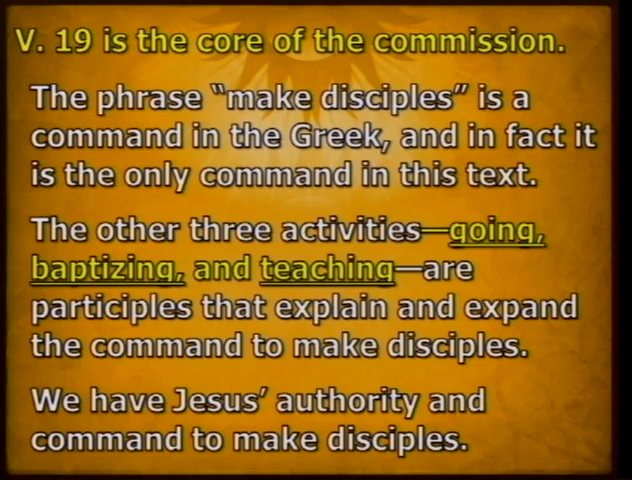 V. 19 is the core of the commission.
The phrase “make disciples” is a
command in the Greek, and in fact it
is the only command in this text.
The other three activities—going,
baptizing, and teaching—are
participles that explain and expand
the command to make disciples.
We have Jesus’ authority and
command to make disciples.